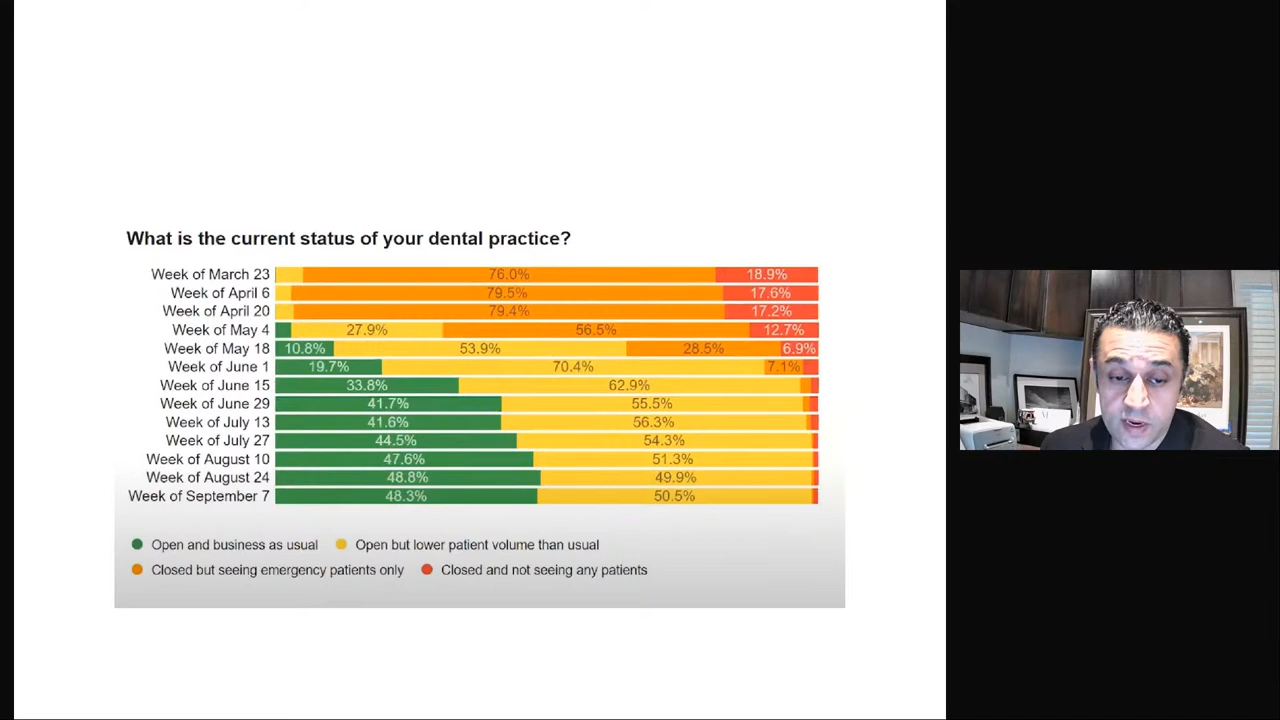 What is the current status of your dental practice?
Week of March 23 76.0% 18.9%
Week of April 6 79.5% 17.6%
Week of April 20 79.4% 17.2%
Week of May 4 27.9% 56.5% 12.7%
Week of May 18 10.8% 53.9% 28.5% 6.9%
Week of June 1 19.7% 70.4% 7.1%
Week of June 15 33.8% 62.9%
Week of June 29 41.7% 55.5%
Week of July 13 41.6% 56.3%
Week of July 27 44.5% 54.3%
Week of August 10 47.6% 51.3%
Week of August 24 48.8% 49.9%
Week of September 7 48.3% 50.5%
Open and business as usual Open but lower patient volume than usual
Closed but seeing emergency patients only Closed and not seeing any patients